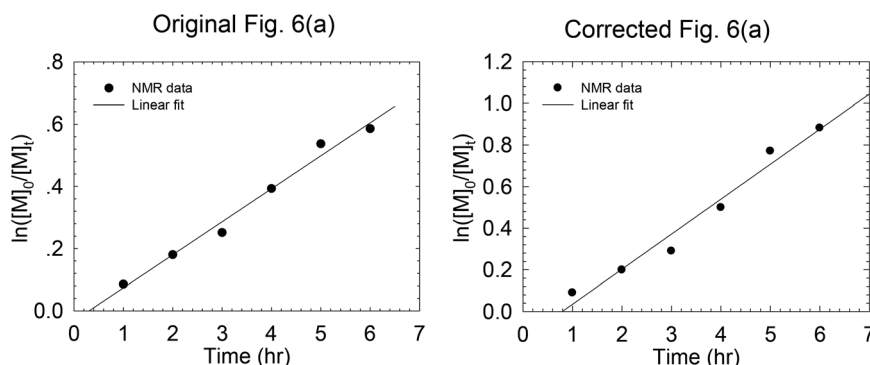 Original Fig. 6(a)
ln([M]0/[M]t)
.8
.6
.4
.2
0.0
NMR data
Linear fit
0 1 2 3 4 5 6 7
Time (hr)
Corrected Fig. 6(a)
ln([M]0/[M]t)
1.2
1.0
0.8
0.6
0.4
0.2
0.0
NMR data
Linear fit
0 1 2 3 4 5 6 7
Time (hr)